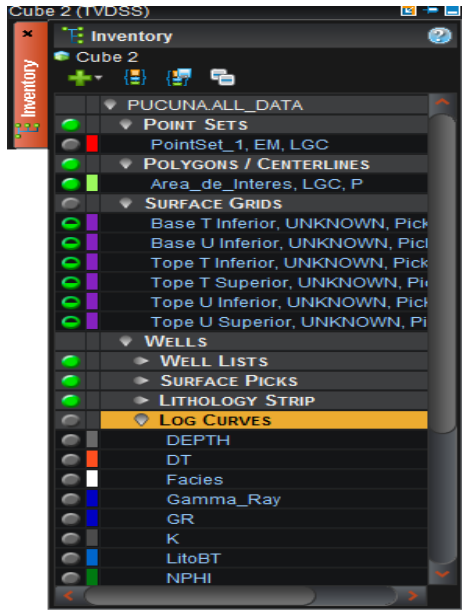 Cube 2 (TVDSS)
Inventory
Inventory
Cube 2
PUCUNA.ALL_DATA
POINT SETS
PointSet_1, EM, LGC
POLYGONS / CENTERLINES
Area_de_Interes, LGC, P
SURFACE GRIDS
Base T Inferior, UNKNOWN, Pick
Base U Inferior, UNKNOWN, Pick
Tope T Inferior, UNKNOWN, Pick
Tope T Superior, UNKNOWN, Pi
Tope U Inferior, UNKNOWN, Pick
Tope U Superior, UNKNOWN, Pi
WELLS
WELL LISTS
SURFACE PICKS
LITHOLOGY STRIP
LOG CURVES
DEPTH
DT
Facies
Gamma_Ray
GR
K
LitoBT
NPHI